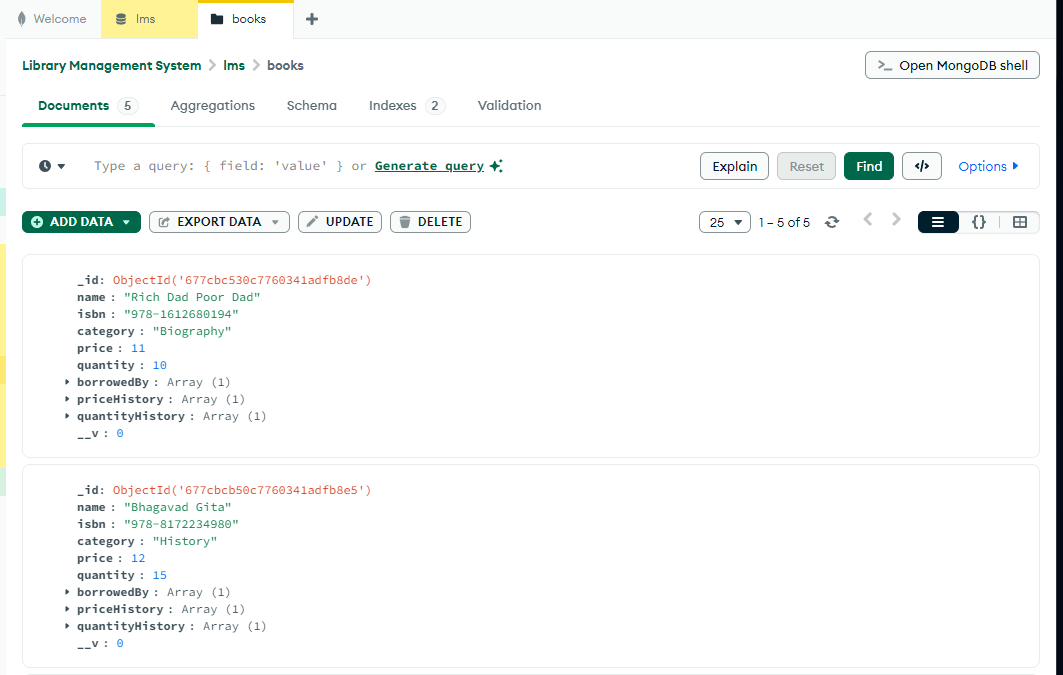 Welcome
lms
books
Library Management System > lms > books
>_ Open MongoDB shell
Documents 5
Aggregations
Schema
Indexes 2
Validation
Type a query: { field: 'value' } or Generate query
Explain
Reset
Find
</>
Options
ADD DATA
EXPORT DATA
UPDATE
DELETE
25
1 – 5 of 5
{}
_id: ObjectId('677cbc530c7760341adfb8de')
name : "Rich Dad Poor Dad"
isbn : "978-1612680194"
category : "Biography"
price : 11
quantity : 10
borrowedBy : Array (1)
priceHistory : Array (1)
quantityHistory : Array (1)
__v : 0
_id: ObjectId('677cbcb50c7760341adfb8e5')
name : "Bhagavad Gita"
isbn : "978-8172234980"
category : "History"
price : 12
quantity : 15
borrowedBy : Array (1)
priceHistory : Array (1)
quantityHistory : Array (1)
__v : 0